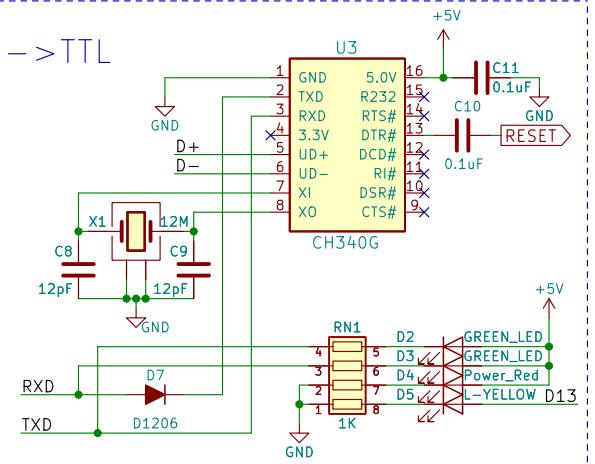 +5V
->TTL
U3
1 GND 5.0V 16
C11
0.1uF
2 TXD R232 15
GND
3 RXD RTS# 14
C10
GND
4 3.3V DTR# 13
RESET
D+
5 UD+ DCD# 12
0.1uF
D-
6 UD- RI# 11
7 XI DSR# 10
8 XO CTS# 9
X1 12M
CH340G
C8 C9
12pF 12pF
GND
+5V
RN1
4 5 D2 GREEN_LED
3 6 D3 GREEN_LED
D7
2 7 D4 Power_Red
RXD
1 8 D5 L-YELLOW D13
TXD
D1206
1K
GND